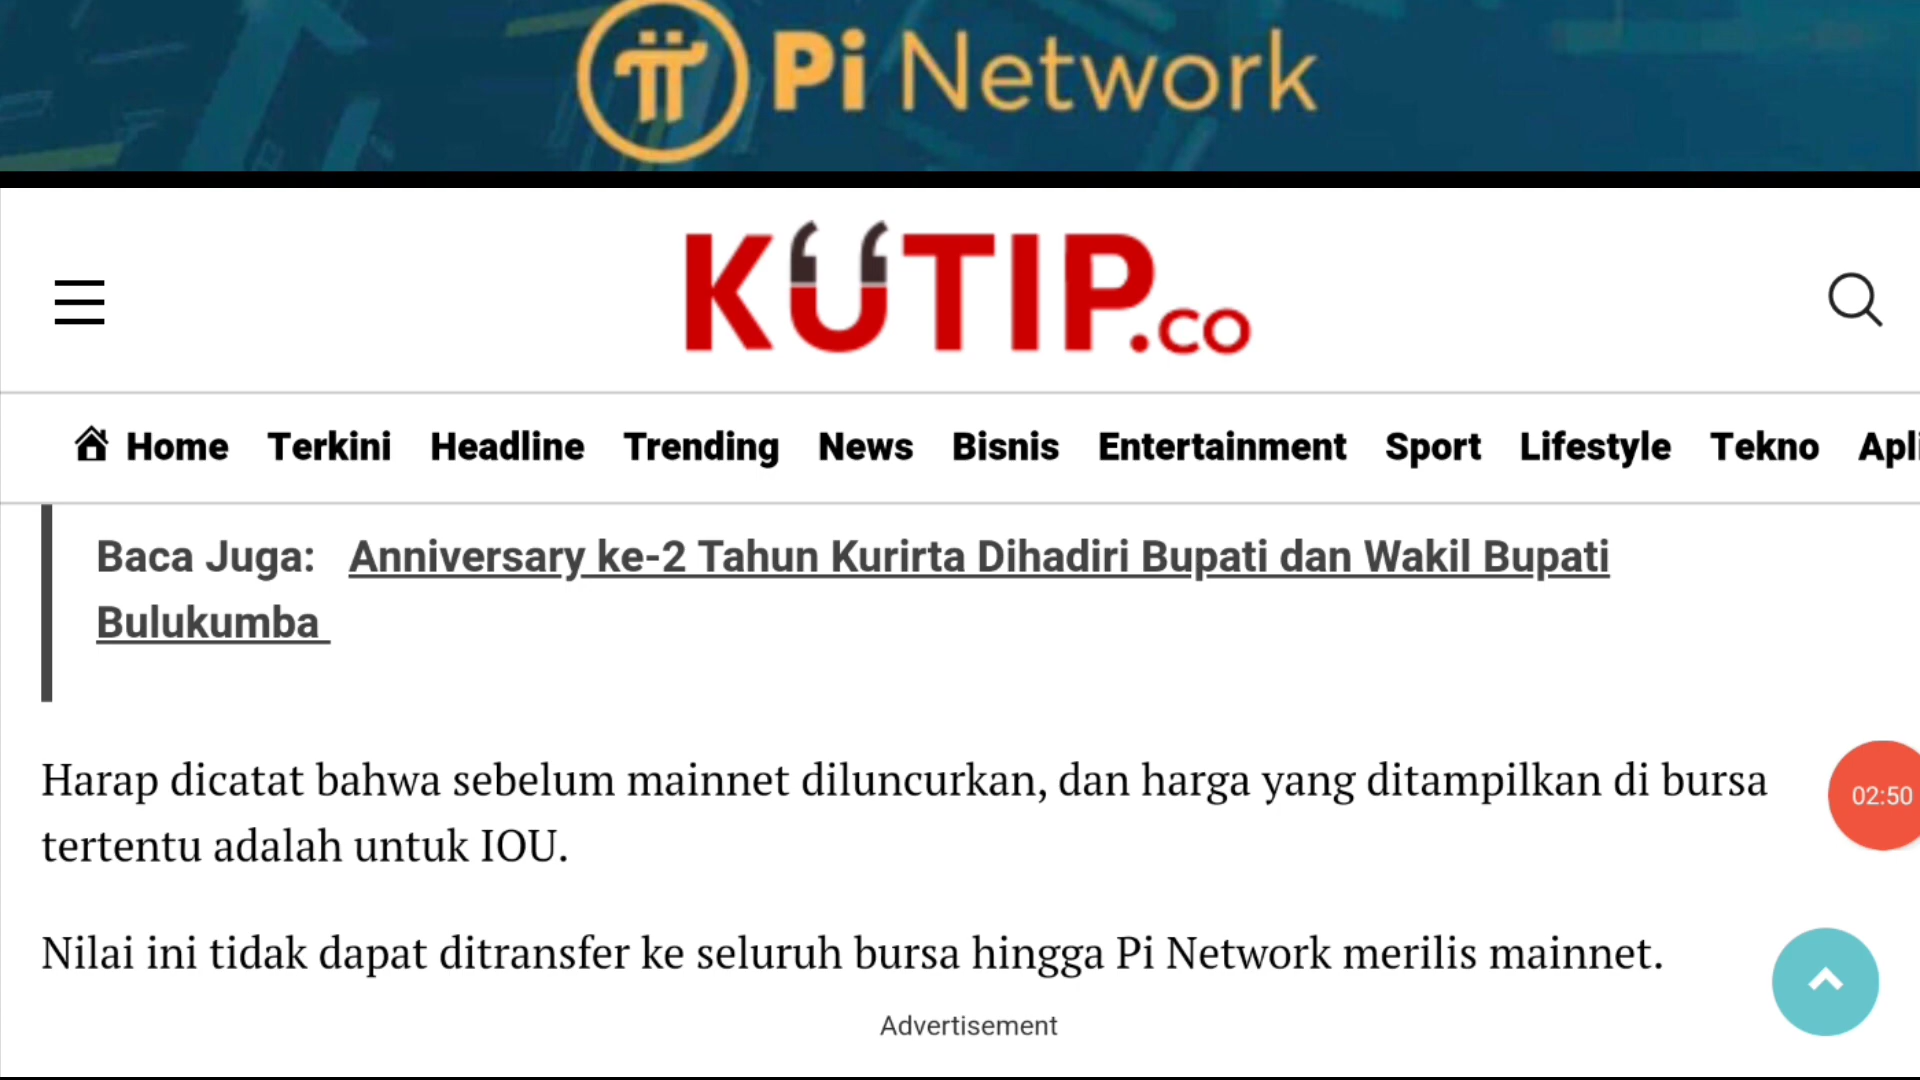 Pi Network
KUTIP.co
Home Terkini Headline Trending News Bisnis Entertainment Sport Lifestyle Tekno Apli
Baca Juga: Anniversary ke-2 Tahun Kurirta Dihadiri Bupati dan Wakil Bupati
Bulukumba
Harap dicatat bahwa sebelum mainnet diluncurkan, dan harga yang ditampilkan di bursa
tertentu adalah untuk IOU.
02:50
Nilai ini tidak dapat ditransfer ke seluruh bursa hingga Pi Network merilis mainnet.
Advertisement